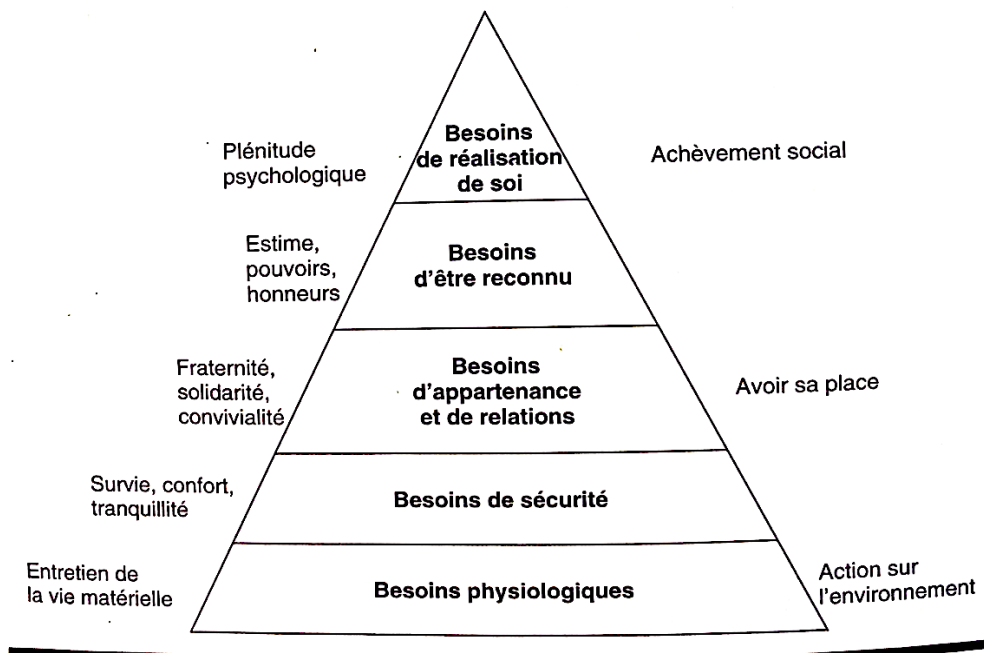 Besoins
de réalisation
de soi
Plénitude
psychologique
Achèvement social
Estime,
pouvoirs,
honneurs
Besoins
d'être reconnu
Fraternité,
solidarité,
convivialité
Besoins
d'appartenance
et de relations
Avoir sa place
Survie, confort,
tranquillité
Besoins de sécurité
Entretien de
la vie matérielle
Besoins physiologiques
Action sur
l'environnement